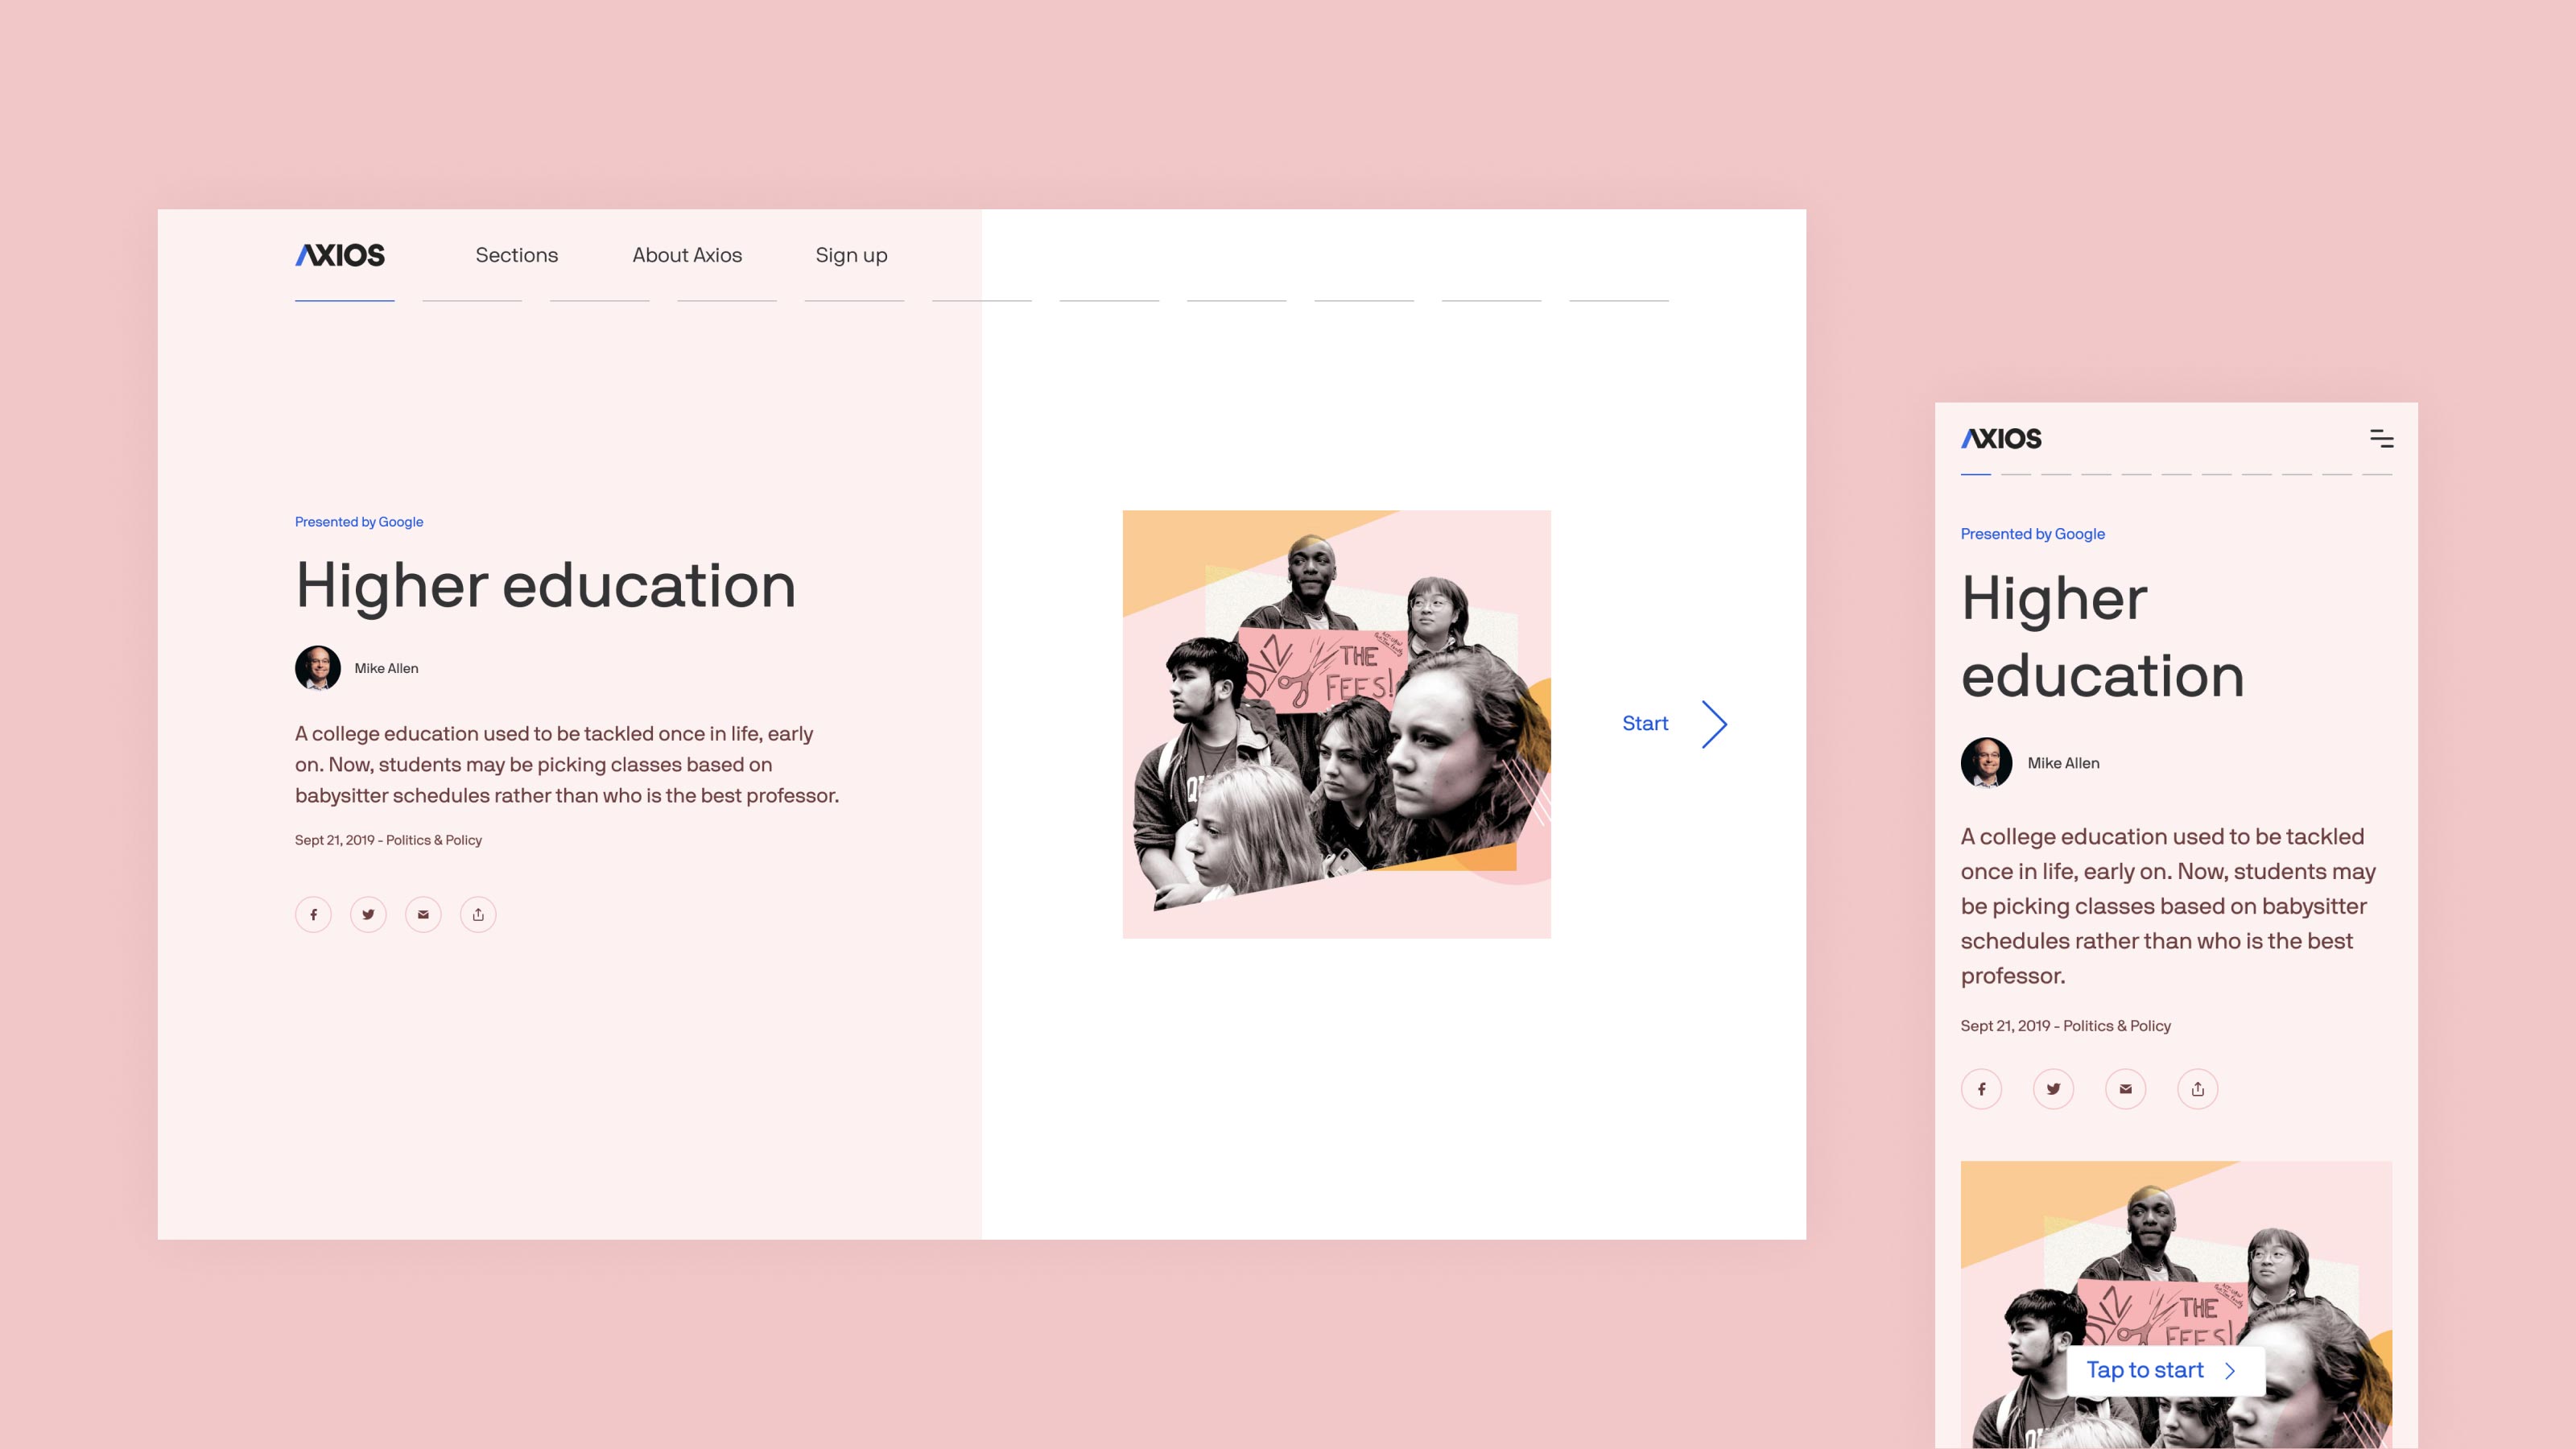 AXIOS
Sections
About Axios
Sign up
Presented by Google
Higher education
Mike Allen
A college education used to be tackled once in life, early
on. Now, students may be picking classes based on
babysitter schedules rather than who is the best professor.
Sept 21, 2019 - Politics & Policy
THE
FEES!
Start
AXIOS
Presented by Google
Higher
education
Mike Allen
A college education used to be tackled
once in life, early on. Now, students may
be picking classes based on babysitter
schedules rather than who is the best
professor.
Sept 21, 2019 - Politics & Policy
THE
FEES!
Tap to start